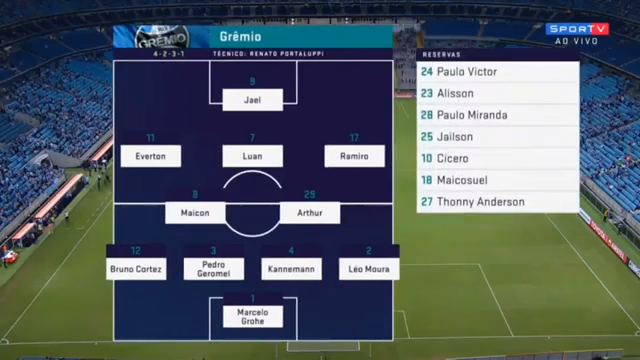 GRÊMIO
Grêmio
4-2-3-1
TÉCNICO: RENATO PORTALUPPI
SPORTV
AO VIVO
9
Jael
11
Everton
7
Luan
17
Ramiro
8
Maicon
29
Arthur
12
Bruno Cortez
3
Pedro
Geromel
4
Kannemann
2
Léo Moura
1
Marcelo
Grohe
RESERVAS
24 Paulo Victor
23 Alisson
28 Paulo Miranda
25 Jailson
10 Cícero
18 Maicosuel
27 Thonny Anderson